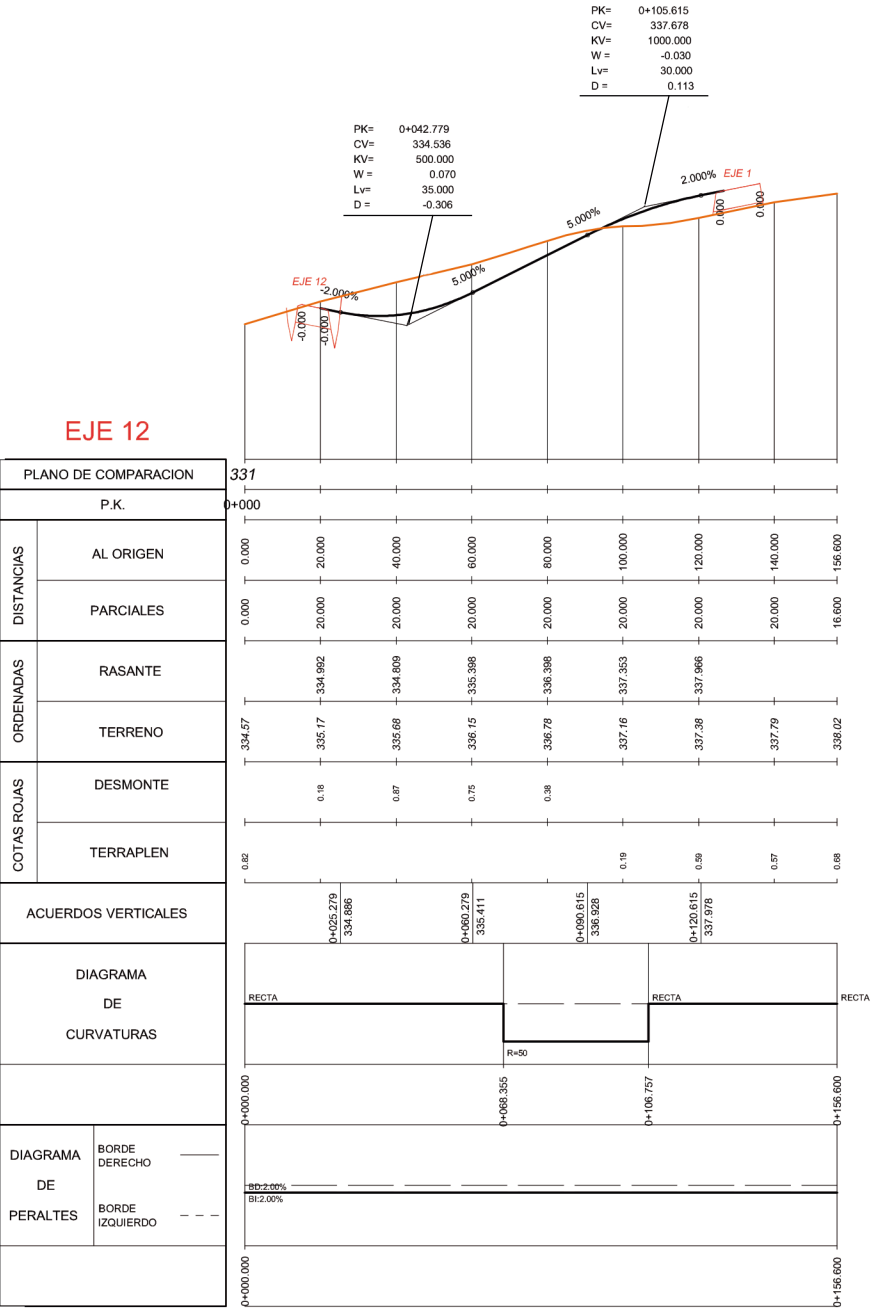 PK= 0+105.615
CV= 337.678
KV= 1000.000
W = -0.030
Lv= 30.000
D = 0.113
PK= 0+042.779
CV= 334.536
KV= 500.000
W = 0.070
Lv= 35.000
D = -0.306
2.000% EJE 1
0.000
0.000
5.000%
5.000%
EJE 12
-2.000%
-0.000
-0.000
EJE 12
PLANO DE COMPARACION 331
P.K. 0+000
DISTANCIAS
AL ORIGEN 0.000 20.000 40.000 60.000 80.000 100.000 120.000 140.000 156.600
PARCIALES 0.000 20.000 20.000 20.000 20.000 20.000 20.000 20.000 16.600
ORDENADAS
RASANTE 334.992 334.809 335.398 336.398 337.353 337.966
TERRENO 334.57 335.17 335.68 336.15 336.78 337.16 337.38 337.79 338.02
COTAS ROJAS
DESMONTE 0.18 0.87 0.75 0.38
TERRAPLEN 0.82 0.19 0.59 0.57 0.68
ACUERDOS VERTICALES
0+025.279
334.886
0+060.279
335.411
0+090.615
336.928
0+120.615
337.978
DIAGRAMA
DE
CURVATURAS
RECTA
R=50
RECTA
RECTA
0+000.000 0+068.355 0+106.757 0+156.600
DIAGRAMA
DE
PERALTES
BORDE
DERECHO
BORDE
IZQUIERDO
BD:2.00%
BI:2.00%
0+000.000 0+156.600